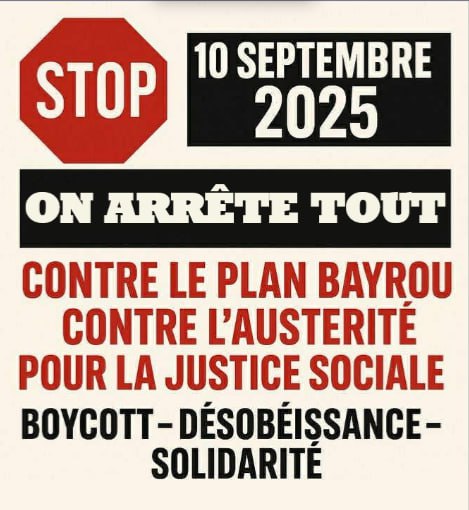 STOP
10 SEPTEMBRE
2025
ON ARRÊTE TOUT
CONTRE LE PLAN BAYROU
CONTRE L'AUSTERITÉ
POUR LA JUSTICE SOCIALE
BOYCOTT – DÉSOBÉISSANCE –
SOLIDARITÉ